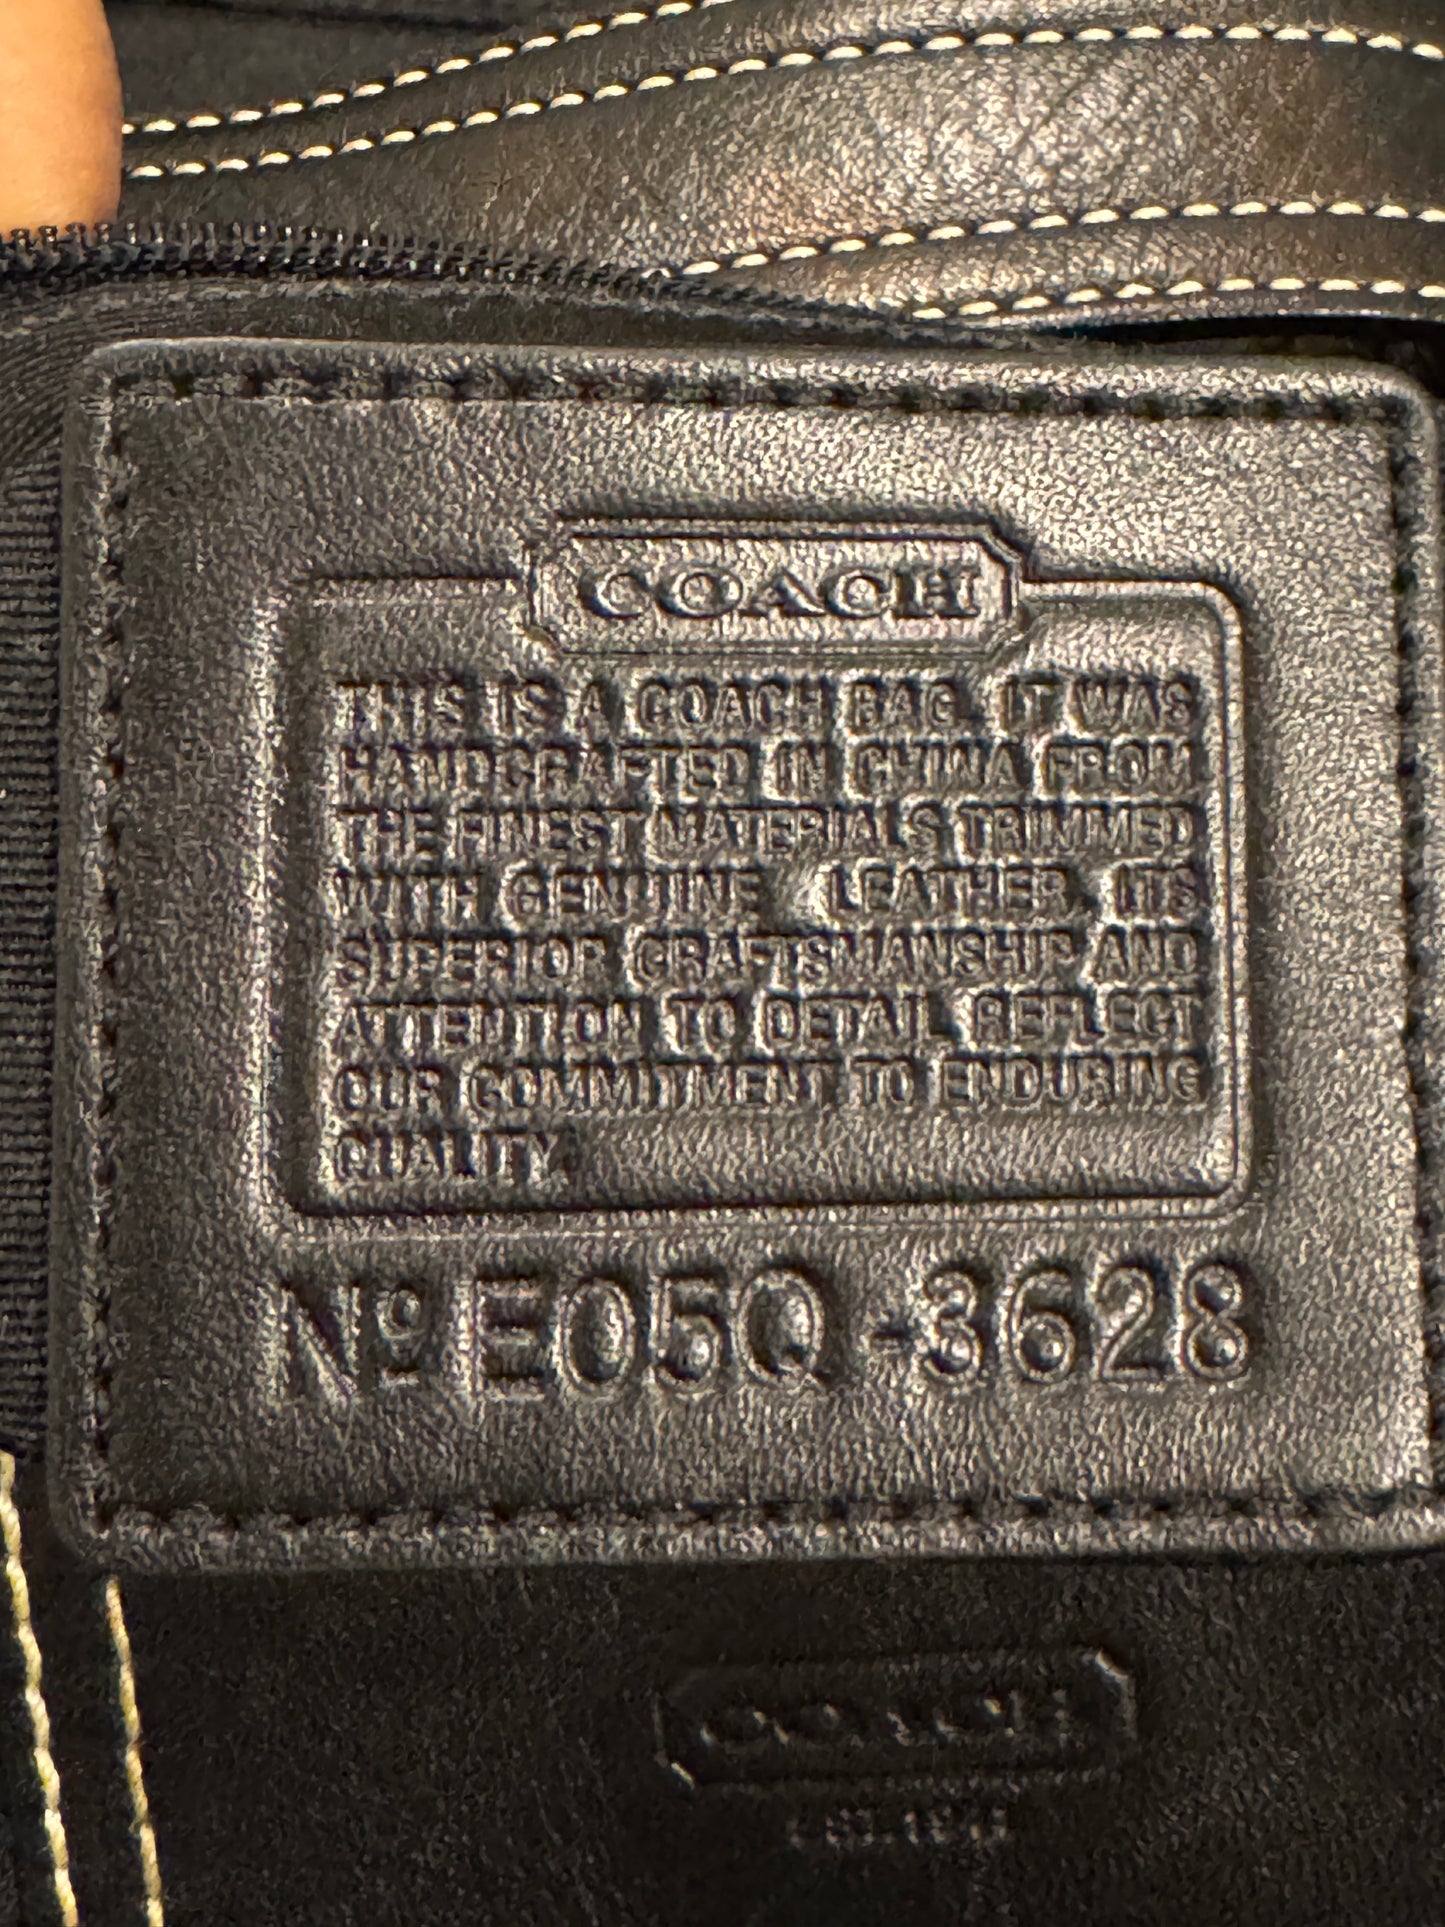 COACH
THIS IS A COACH BAG. IT WAS
HANDCRAFTED IN CHINA FROM
THE FINEST MATERIALS TRIMMED
WITH GENUINE LEATHER. ITS
SUPERIOR CRAFTSMANSHIP AND
ATTENTION TO DETAIL REFLECT
OUR COMMITMENT TO ENDURING
QUALITY.
Nº E05Q-3628
COACH